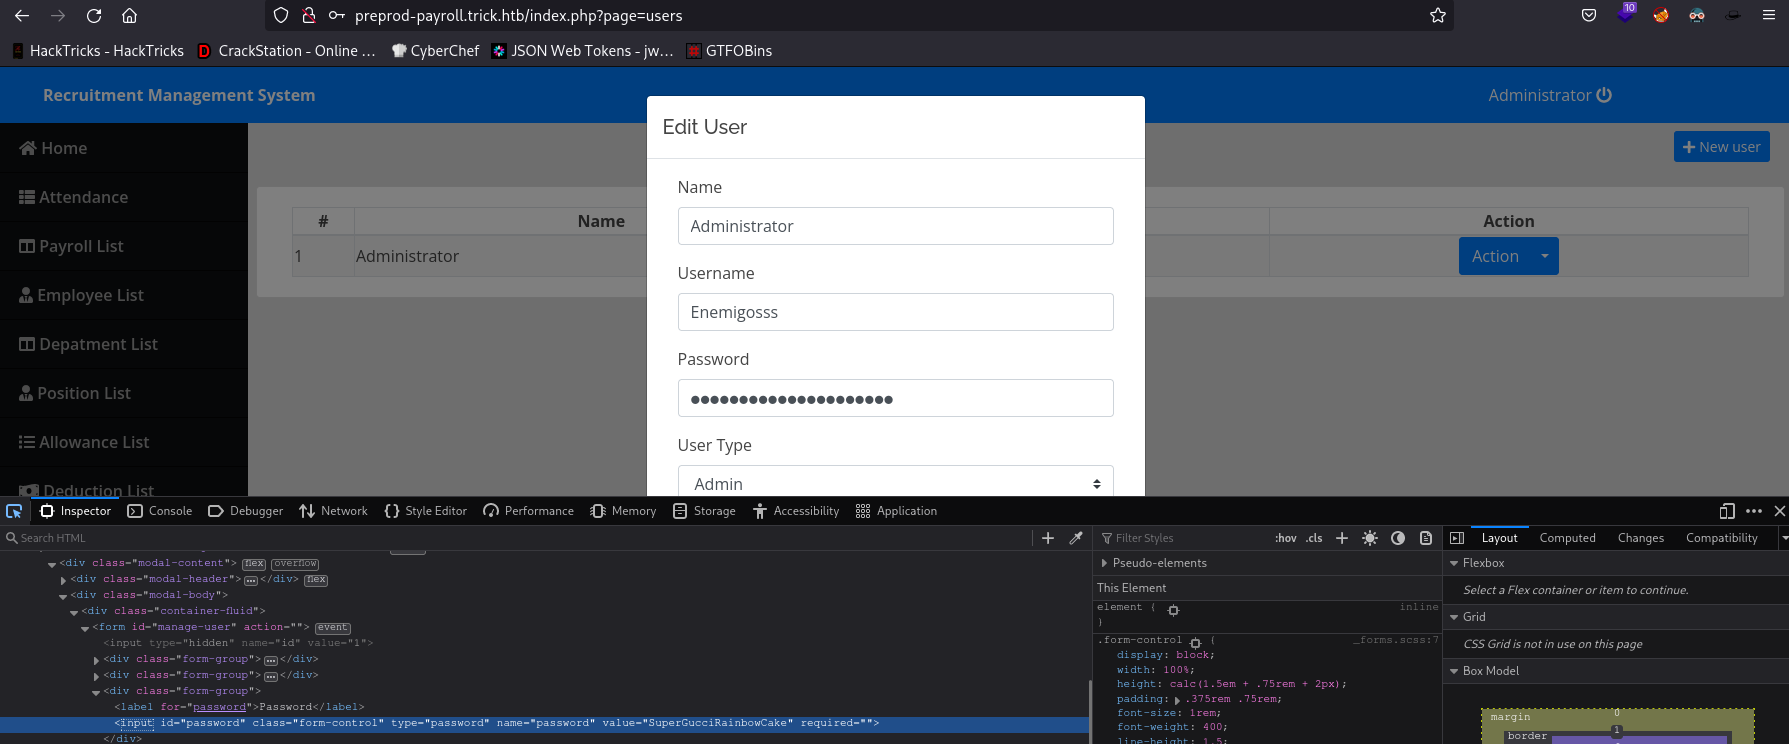 preprod-payroll.trick.htb/index.php?page=users
10
HackTricks - HackTricks
CrackStation - Online ...
CyberChef
JSON Web Tokens - jw...
GTFOBins
Recruitment Management System
Administrator
Edit User
Home
Attendance
Payroll List
Employee List
Depatment List
Position List
Allowance List
Deduction List
New user
# Name Action
1 Administrator Action
Name
Administrator
Username
Enemigosss
Password
●●●●●●●●●●●●●●●●●●●●●
User Type
Admin
Inspector Console Debugger Network Style Editor Performance Memory Storage Accessibility Application
Search HTML
<div class="modal-content"> flex overflow
<div class="modal-header"> ··· </div> flex
<div class="modal-body">
<div class="container-fluid">
<form id="manage-user" action=""> event
<input type="hidden" name="id" value="1">
<div class="form-group"> ··· </div>
<div class="form-group"> ··· </div>
<div class="form-group">
<label for="password">Password</label>
<input id="password" class="form-control" type="password" name="password" value="SuperGucciRainbowCake" required="">
</div>
Filter Styles :hov .cls
Pseudo-elements
This Element
element { inline
}
.form-control { _forms.scss:7
display: block;
width: 100%;
height: calc(1.5em + .75rem + 2px);
padding: .375rem .75rem;
font-size: 1rem;
font-weight: 400;
line-height: 1.5;
Layout Computed Changes Compatibility
Flexbox
Select a Flex container or item to continue.
Grid
CSS Grid is not in use on this page
Box Model
margin 0
border 1